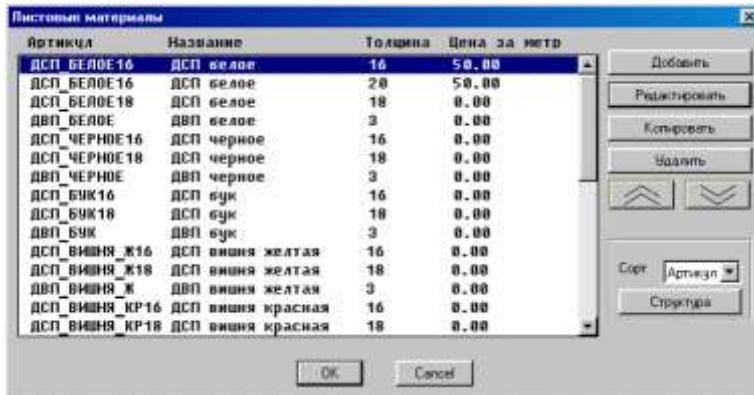 Листовые материалы
Артикул Название Толщина Цена за метр
ДСП_БЕЛОЕ16 ДСП белое 16 50.00
ДСП_БЕЛОЕ16 ДСП белое 20 50.00
ДСП_БЕЛОЕ18 ДСП белое 18 0.00
ДВП_БЕЛОЕ ДВП белое 3 0.00
ДСП_ЧЕРНОЕ16 ДСП черное 16 0.00
ДСП_ЧЕРНОЕ18 ДСП черное 18 0.00
ДВП_ЧЕРНОЕ ДВП черное 3 0.00
ДСП_БУК16 ДСП бук 16 0.00
ДСП_БУК18 ДСП бук 18 0.00
ДВП_БУК ДВП бук 3 0.00
ДСП_ВИШНЯ_Ж16 ДСП вишня желтая 16 0.00
ДСП_ВИШНЯ_Ж18 ДСП вишня желтая 18 0.00
ДВП_ВИШНЯ_Ж ДВП вишня желтая 3 0.00
ДСП_ВИШНЯ_КР16 ДСП вишня красная 16 0.00
ДСП_ВИШНЯ_КР18 ДСП вишня красная 18 0.00
Добавить
Редактировать
Копировать
Удалить
Сорт Артикул
Структура
OK Cancel